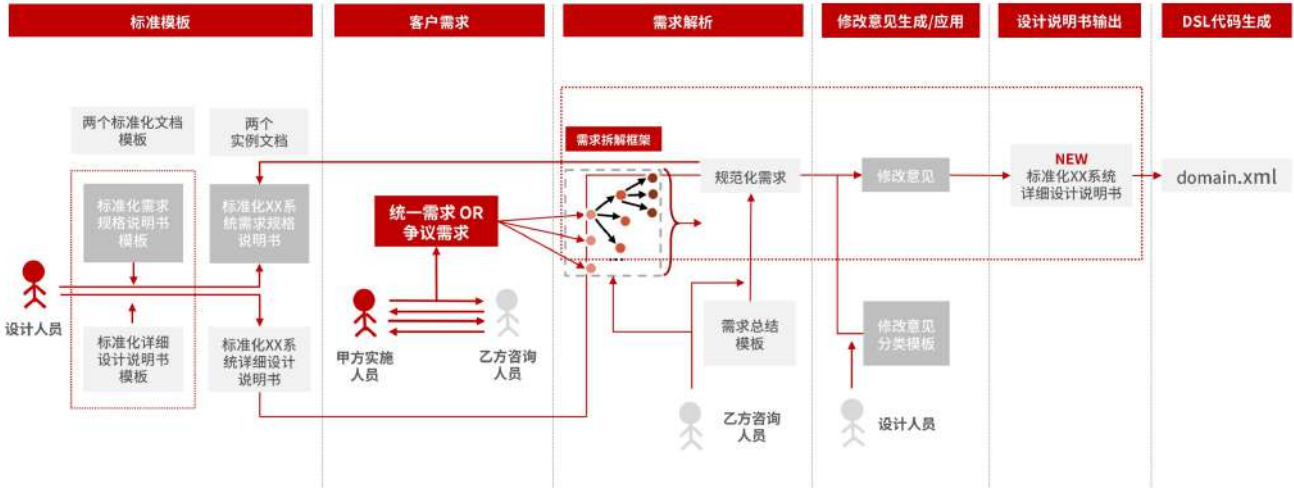 标准模板
客户需求
需求解析
修改意见生成/应用
设计说明书输出
DSL代码生成
两个标准化文档
模板
两个
实例文档
标准化需求
规格说明书
模板
标准化XX系
统需求规格
说明书
设计人员
标准化详细
设计说明书
模板
标准化XX系
统详细设计
说明书
统一需求 OR
争议需求
甲方实施
人员
乙方咨询
人员
需求拆解框架
...
规范化需求
需求总结
模板
乙方咨询
人员
修改意见
修改意见
分类模板
设计人员
NEW
标准化XX系统
详细设计说明书
domain.xml